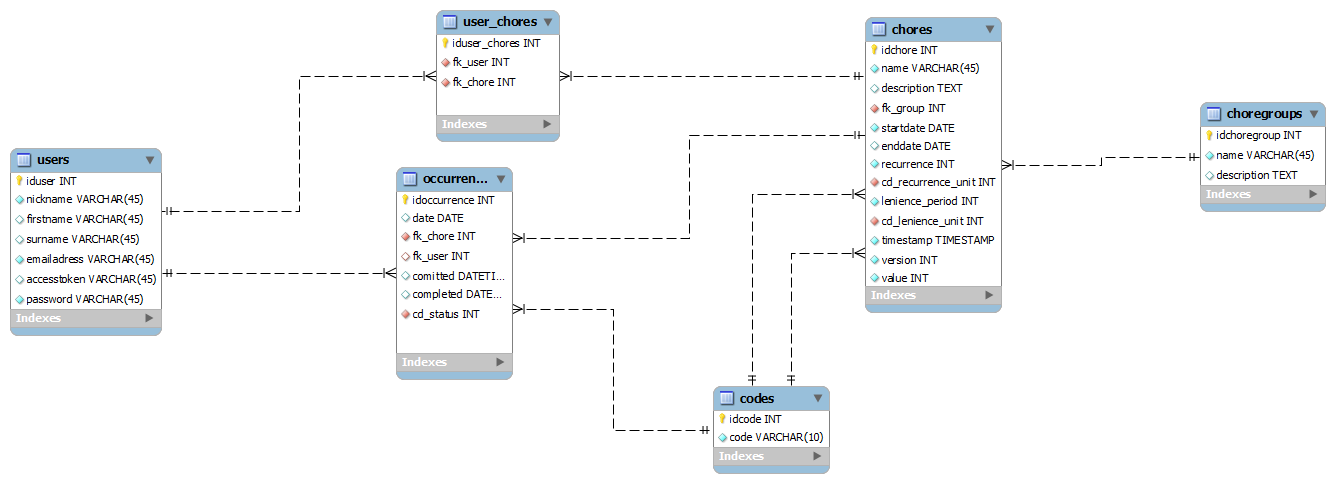 user_chores
iduser_chores INT
fk_user INT
fk_chore INT
Indexes
chores
idchore INT
name VARCHAR(45)
description TEXT
fk_group INT
startdate DATE
enddate DATE
recurrence INT
cd_recurrence_unit INT
lenience_period INT
cd_lenience_unit INT
timestamp TIMESTAMP
version INT
value INT
Indexes
choregroups
idchoregroup INT
name VARCHAR(45)
description TEXT
Indexes
users
iduser INT
nickname VARCHAR(45)
firstname VARCHAR(45)
surname VARCHAR(45)
emailadress VARCHAR(45)
accesstoken VARCHAR(45)
password VARCHAR(45)
Indexes
occurren...
idoccurrence INT
date DATE
fk_chore INT
fk_user INT
comitted DATETI...
completed DATE...
cd_status INT
Indexes
codes
idcode INT
code VARCHAR(10)
Indexes